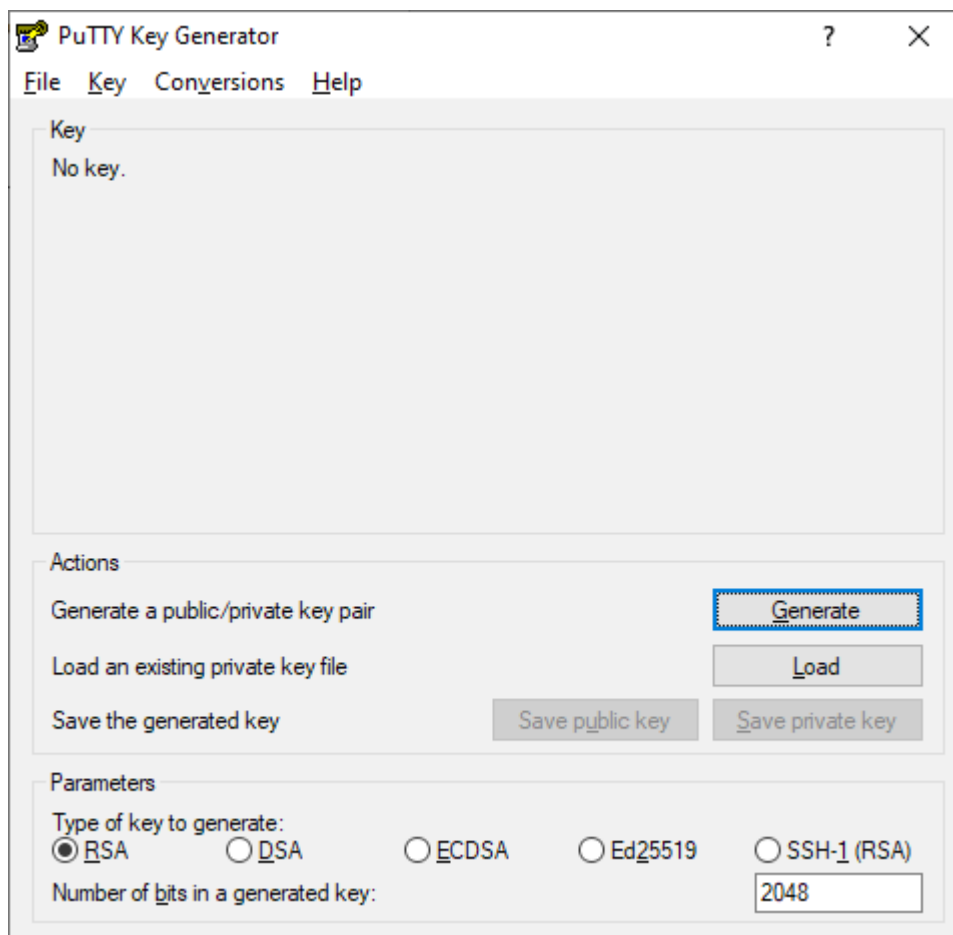 PuTTY Key Generator
? ×
File Key Conversions Help
Key
No key.
Actions
Generate a public/private key pair Generate
Load an existing private key file Load
Save the generated key Save public key Save private key
Parameters
Type of key to generate:
RSA DSA ECDSA Ed25519 SSH-1 (RSA)
Number of bits in a generated key: 2048